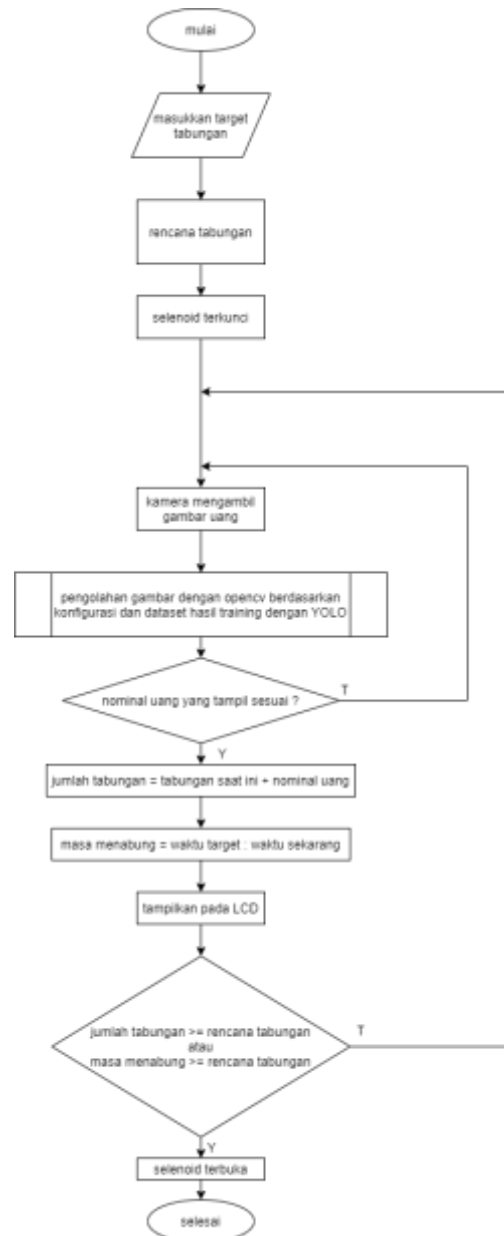 mulai
masukkan target
tabungan
rencana tabungan
selenoid terkunci
kamera mengambil
gambar uang
pengolahan gambar dengan opencv berdasarkan
konfigurasi dan dataset hasil training dengan YOLO
nominal uang yang tampil sesuai ?
T
Y
jumlah tabungan = tabungan saat ini + nominal uang
masa menabung = waktu target : waktu sekarang
tampilkan pada LCD
jumlah tabungan >= rencana tabungan
atau
masa menabung >= rencana tabungan
T
Y
selenoid terbuka
selesai